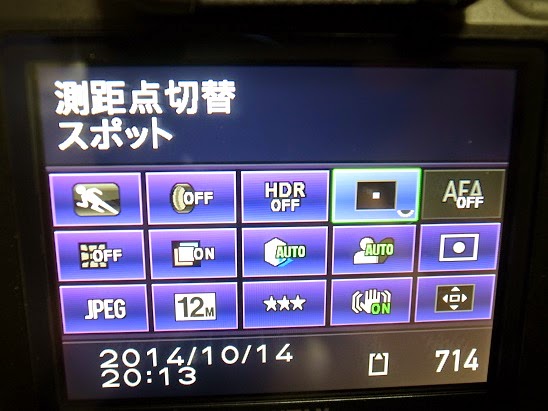 測距点切替
スポット
OFF HDR OFF AFA OFF
OFF ON AUTO AUTO
JPEG 12M ★★★ ON
2014/10/14
20:13 714